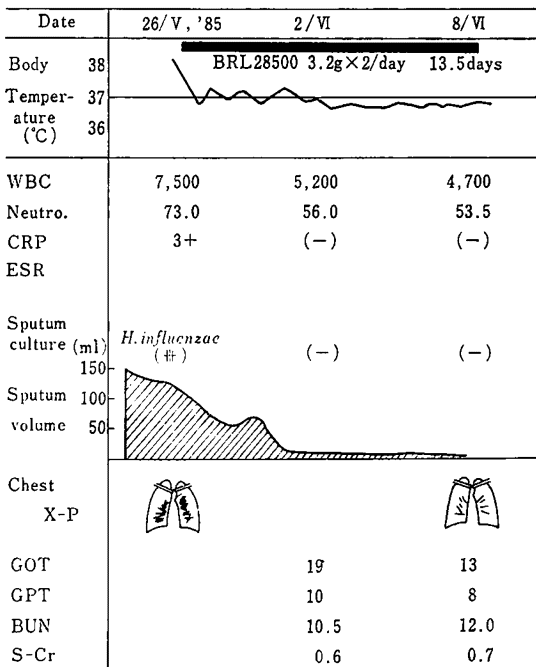 Date 26/V, '85 2/VI 8/VI
BRL28500 3.2g×2/day 13.5days
Body 38
Temper- 37
ature
(℃) 36
WBC 7,500 5,200 4,700
Neutro. 73.0 56.0 53.5
CRP 3+ (−) (−)
ESR
Sputum
culture H. influenzae (−) (−)
(ml) (卅)
150
Sputum 100
volume 50
Chest
X-P
GOT 19 13
GPT 10 8
BUN 10.5 12.0
S-Cr 0.6 0.7